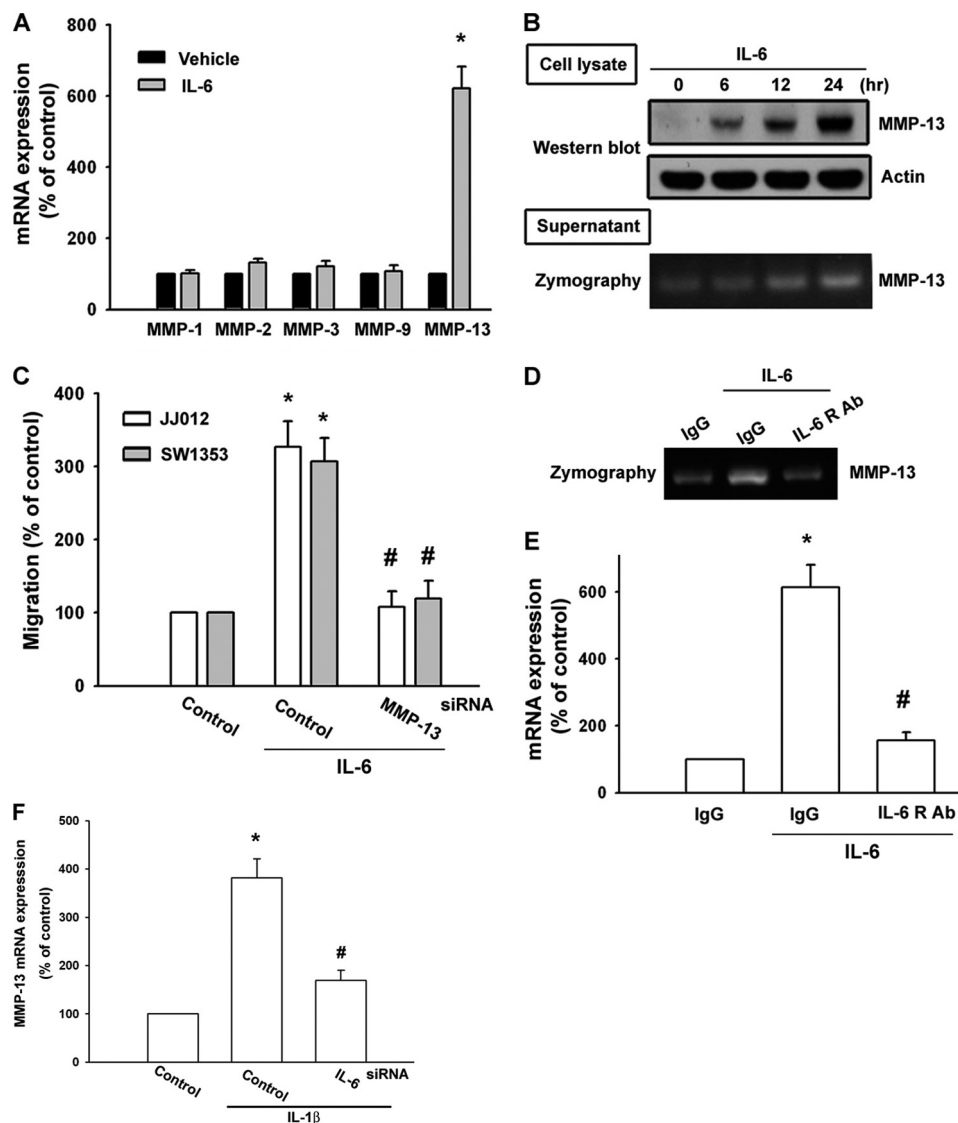 A
mRNA expression
(% of control)
800
600
400
200
0
Vehicle
IL-6
*
MMP-1 MMP-2 MMP-3 MMP-9 MMP-13
B
Cell lysate
IL-6
0 6 12 24 (hr)
Western blot
MMP-13
Actin
Supernatant
Zymography
MMP-13
C
Migration (% of control)
400
300
200
100
0
JJ012
SW1353
* *
# #
Control Control MMP-13 siRNA
IL-6
D
IL-6
IgG IgG IL-6 R Ab
Zymography
MMP-13
E
mRNA expression
(% of control)
600
400
200
0
*
#
IgG IgG IL-6 R Ab
IL-6
F
MMP-13 mRNA expresssion
(% of control)
500
400
300
200
100
0
*
#
Control Control IL-6 siRNA
IL-1β